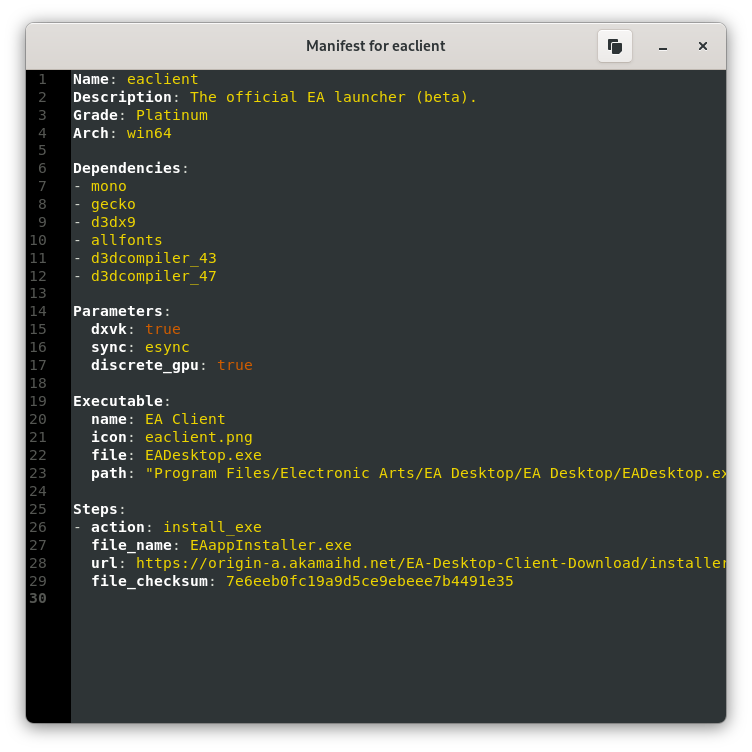 Manifest for eaclient
1 Name: eaclient
2 Description: The official EA launcher (beta).
3 Grade: Platinum
4 Arch: win64
5
6 Dependencies:
7 - mono
8 - gecko
9 - d3dx9
10 - allfonts
11 - d3dcompiler_43
12 - d3dcompiler_47
13
14 Parameters:
15   dxvk: true
16   sync: esync
17   discrete_gpu: true
18
19 Executable:
20   name: EA Client
21   icon: eaclient.png
22   file: EADesktop.exe
23   path: "Program Files/Electronic Arts/EA Desktop/EA Desktop/EADesktop.ex
24
25 Steps:
26 - action: install_exe
27   file_name: EAappInstaller.exe
28   url: https://origin-a.akamaihd.net/EA-Desktop-Client-Download/installer
29   file_checksum: 7e6eeb0fc19a9d5ce9ebeee7b4491e35
30